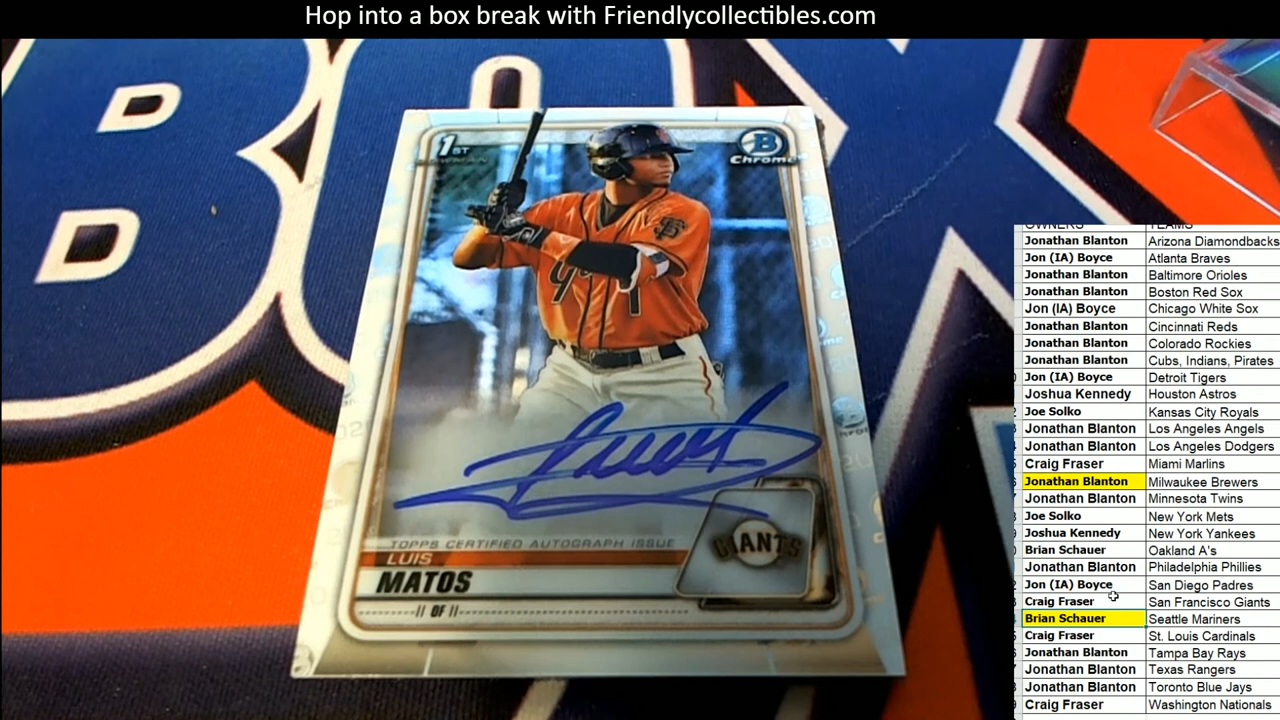 Hop into a box break with Friendlycollectibles.com
BOX
1ST
BOWMAN
B
Chrome
SF
Giants
TOPPS CERTIFIED AUTOGRAPH ISSUE
LUIS
MATOS
OF
GIANTS
OWNERS TEAMS
Jonathan Blanton Arizona Diamondbacks
Jon (IA) Boyce Atlanta Braves
Jonathan Blanton Baltimore Orioles
Jonathan Blanton Boston Red Sox
Jon (IA) Boyce Chicago White Sox
Jonathan Blanton Cincinnati Reds
Jonathan Blanton Colorado Rockies
Jonathan Blanton Cubs, Indians, Pirates
Jon (IA) Boyce Detroit Tigers
Joshua Kennedy Houston Astros
Joe Solko Kansas City Royals
Jonathan Blanton Los Angeles Angels
Jonathan Blanton Los Angeles Dodgers
Craig Fraser Miami Marlins
Jonathan Blanton Milwaukee Brewers
Jonathan Blanton Minnesota Twins
Joe Solko New York Mets
Joshua Kennedy New York Yankees
Brian Schauer Oakland A's
Jonathan Blanton Philadelphia Phillies
Jon (IA) Boyce San Diego Padres
Craig Fraser San Francisco Giants
Brian Schauer Seattle Mariners
Craig Fraser St. Louis Cardinals
Jonathan Blanton Tampa Bay Rays
Jonathan Blanton Texas Rangers
Jonathan Blanton Toronto Blue Jays
Craig Fraser Washington Nationals